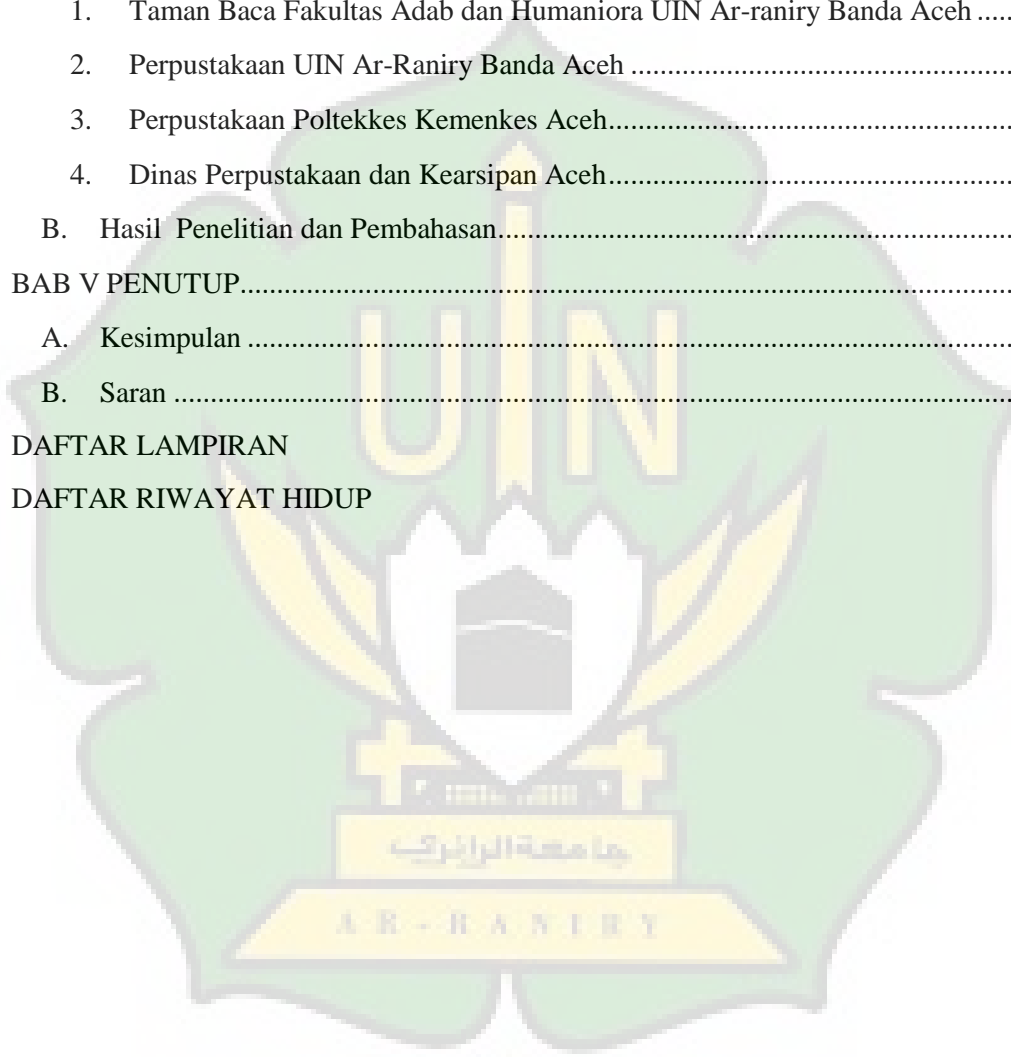 1. Taman Baca Fakultas Adab dan Humaniora UIN Ar-raniry Banda Aceh .....
2. Perpustakaan UIN Ar-Raniry Banda Aceh ..........................................................
3. Perpustakaan Poltekkes Kemenkes Aceh.............................................................
4. Dinas Perpustakaan dan Kearsipan Aceh.............................................................
B. Hasil Penelitian dan Pembahasan..............................................................................
BAB V PENUTUP.................................................................................................................
A. Kesimpulan .................................................................................................................
B. Saran ...........................................................................................................................
DAFTAR LAMPIRAN
DAFTAR RIWAYAT HIDUP
UIN
جامعة الرانري
AR-RANIRY